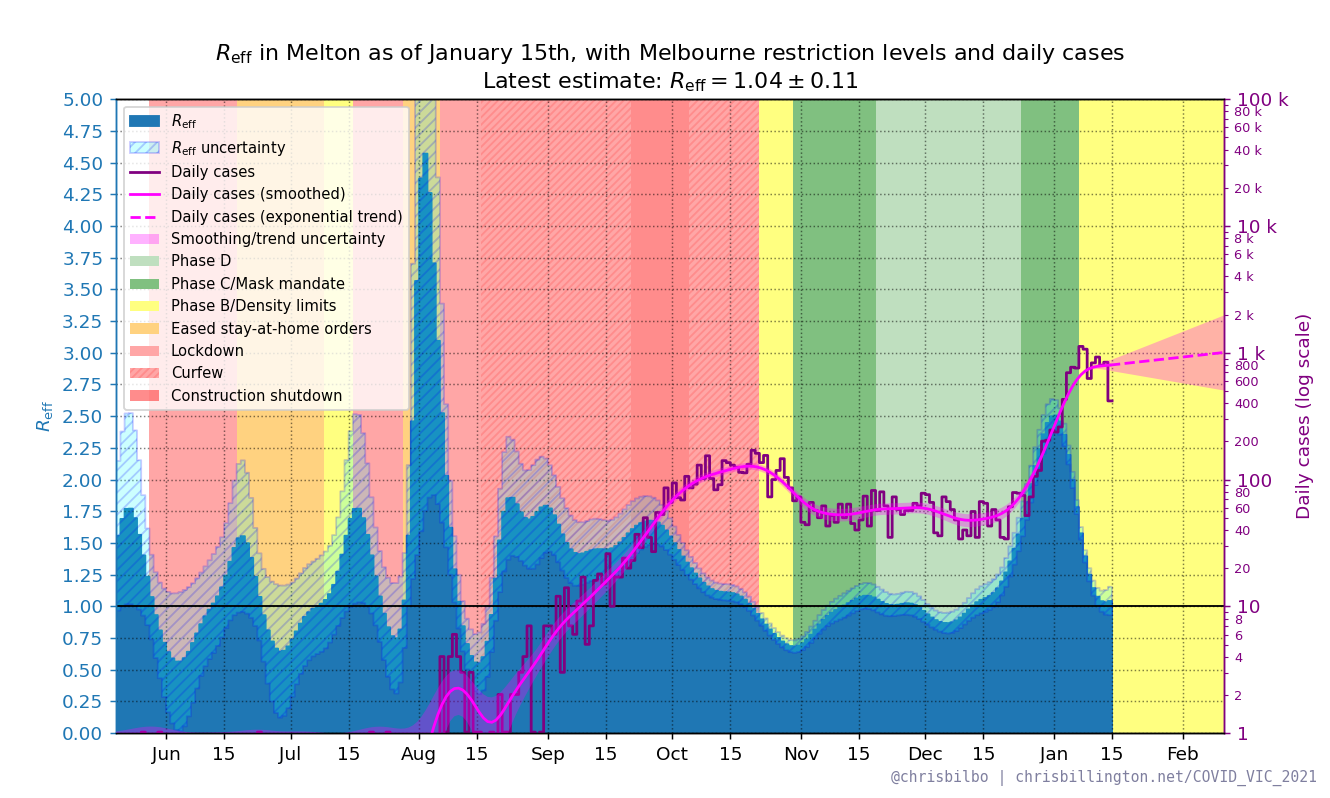 Reff in Melton as of January 15th, with Melbourne restriction levels and daily cases
Latest estimate: Reff = 1.04 ± 0.11
Reff
Reff uncertainty
Daily cases
Daily cases (smoothed)
Daily cases (exponential trend)
Smoothing/trend uncertainty
Phase D
Phase C/Mask mandate
Phase B/Density limits
Eased stay-at-home orders
Lockdown
Curfew
Construction shutdown
5.00
4.75
4.50
4.25
4.00
3.75
3.50
3.25
3.00
2.75
2.50
2.25
2.00
1.75
1.50
1.25
1.00
0.75
0.50
0.25
0.00
Reff
100 k
80 k
60 k
40 k
20 k
10 k
8 k
6 k
4 k
2 k
1 k
800
600
400
200
100
80
60
40
20
10
8
6
4
2
1
Daily cases (log scale)
Jun 15 Jul 15 Aug 15 Sep 15 Oct 15 Nov 15 Dec 15 Jan 15 Feb
@chrisbilbo | chrisbillington.net/COVID_VIC_2021